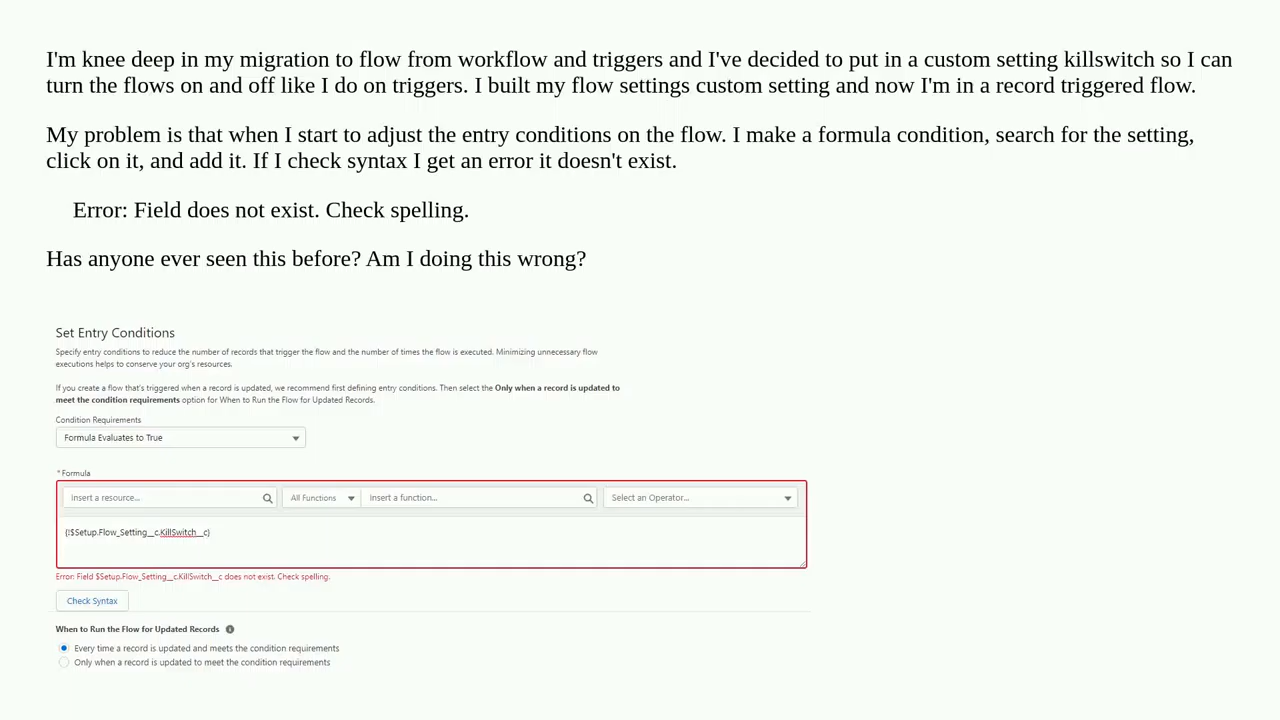 I'm knee deep in my migration to flow from workflow and triggers and I've decided to put in a custom setting killswitch so I can
turn the flows on and off like I do on triggers. I built my flow settings custom setting and now I'm in a record triggered flow.
My problem is that when I start to adjust the entry conditions on the flow. I make a formula condition, search for the setting,
click on it, and add it. If I check syntax I get an error it doesn't exist.
Error: Field does not exist. Check spelling.
Has anyone ever seen this before? Am I doing this wrong?
Set Entry Conditions
Specify entry conditions to reduce the number of records that trigger the flow and the number of times the flow is executed. Minimizing unnecessary flow
executions helps to conserve your org's resources.
If you create a flow that's triggered when a record is updated, we recommend first defining entry conditions. Then select the Only when a record is updated to
meet the condition requirements option for When to Run the Flow for Updated Records.
Condition Requirements
Formula Evaluates to True
* Formula
Insert a resource... All Functions Insert a function... Select an Operator...
{!$Setup.Flow_Setting__c.KillSwitch__c}
Error: Field $Setup.Flow_Setting__c.KillSwitch__c does not exist. Check spelling.
Check Syntax
When to Run the Flow for Updated Records
Every time a record is updated and meets the condition requirements
Only when a record is updated to meet the condition requirements